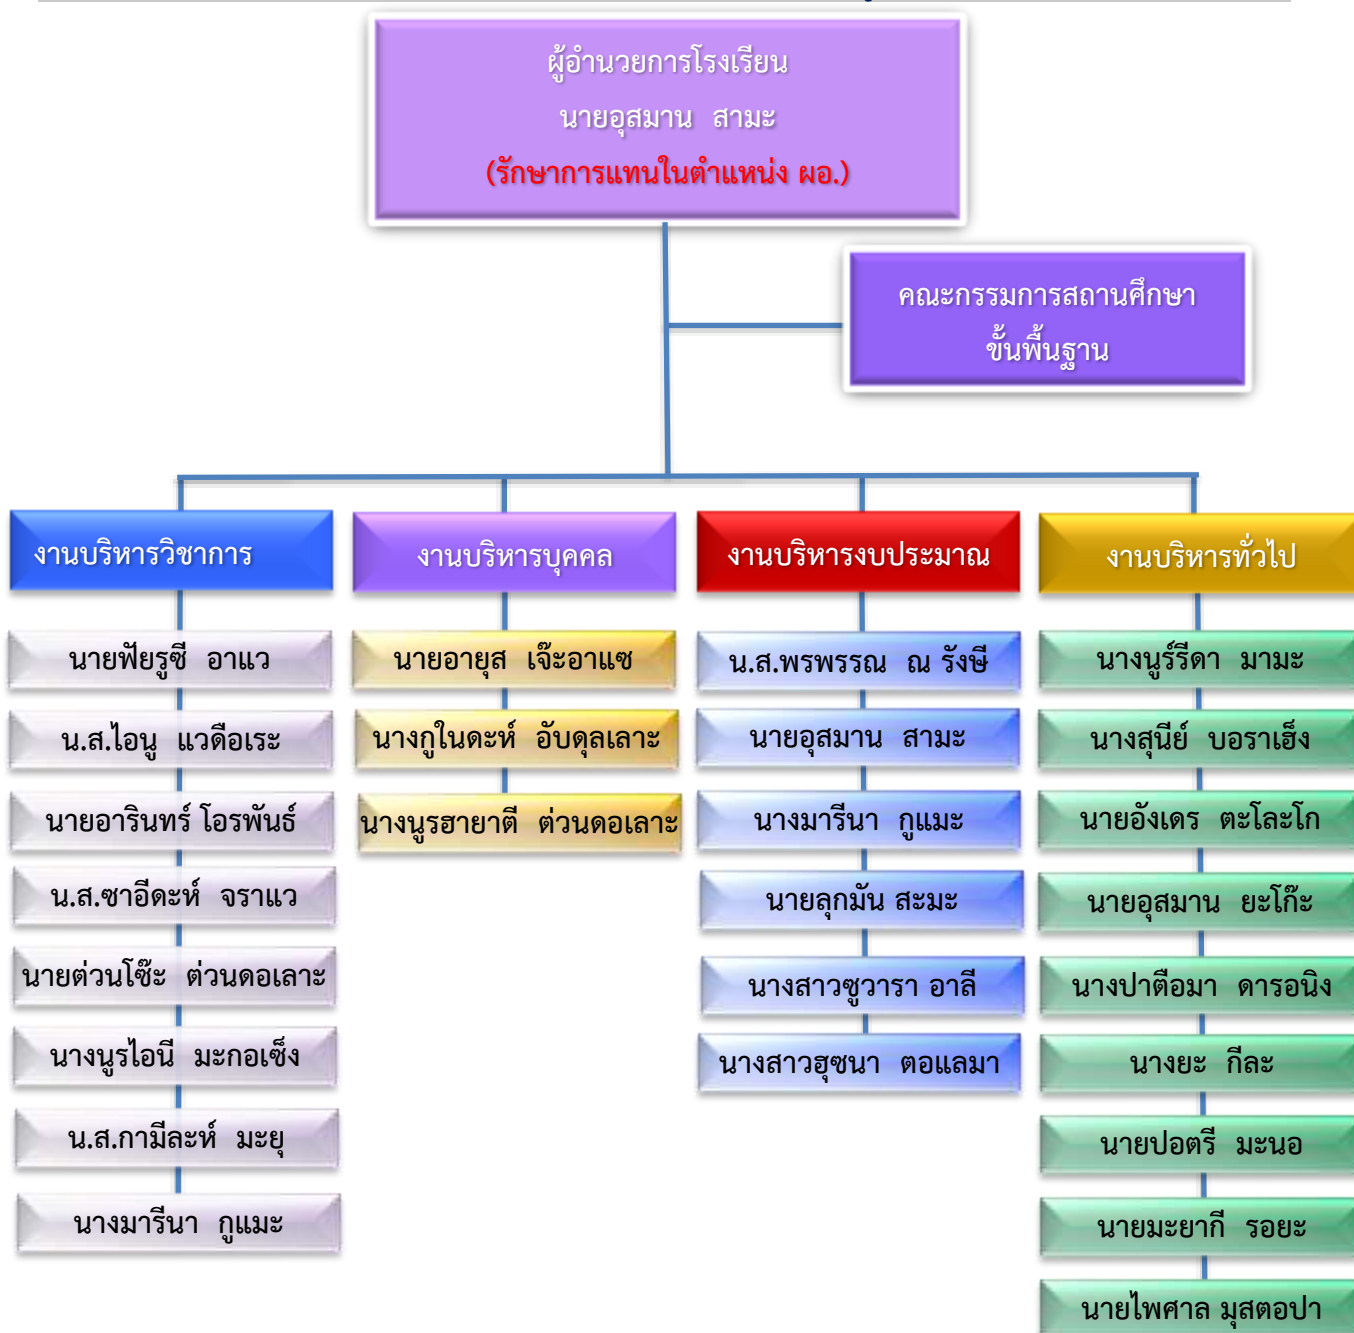 ผู้อำนวยการโรงเรียน
นายอุสมาน สามะ
(รักษาการแทนในตำแหน่ง ผอ.)
คณะกรรมการสถานศึกษา
ขั้นพื้นฐาน
งานบริหารวิชาการ
นายฟัยรูซี อาแว
น.ส.ไอนู แวดือเระ
นายอารินทร์ โอรพันธ์
น.ส.ซาอีดะห์ จราแว
นายต่วนโซ๊ะ ต่วนดอเลาะ
นางนูรไอนี มะกอเซ็ง
น.ส.กามีละห์ มะยุ
นางมารีนา กูแมะ
งานบริหารบุคคล
นายอายุส เจ๊ะอาแซ
นางกูในดะห์ อับดุลเลาะ
นางนูรฮายาตี ต่วนดอเลาะ
งานบริหารงบประมาณ
น.ส.พรพรรณ ณ รังษี
นายอุสมาน สามะ
นางมารีนา กูแมะ
นายลุกมัน สะมะ
นางสาวซูวารา อาลี
นางสาวฮุซนา ตอแลมา
งานบริหารทั่วไป
นางนูร์รีดา มามะ
นางสุนีย์ บอราเฮ็ง
นายอังเดร ตะโละโก
นายอุสมาน ยะโก๊ะ
นางปาตือมา ดารอนิง
นางยะ กีละ
นายปอตรี มะนอ
นายมะยากี รอยะ
นายไพศาล มุสตอปา